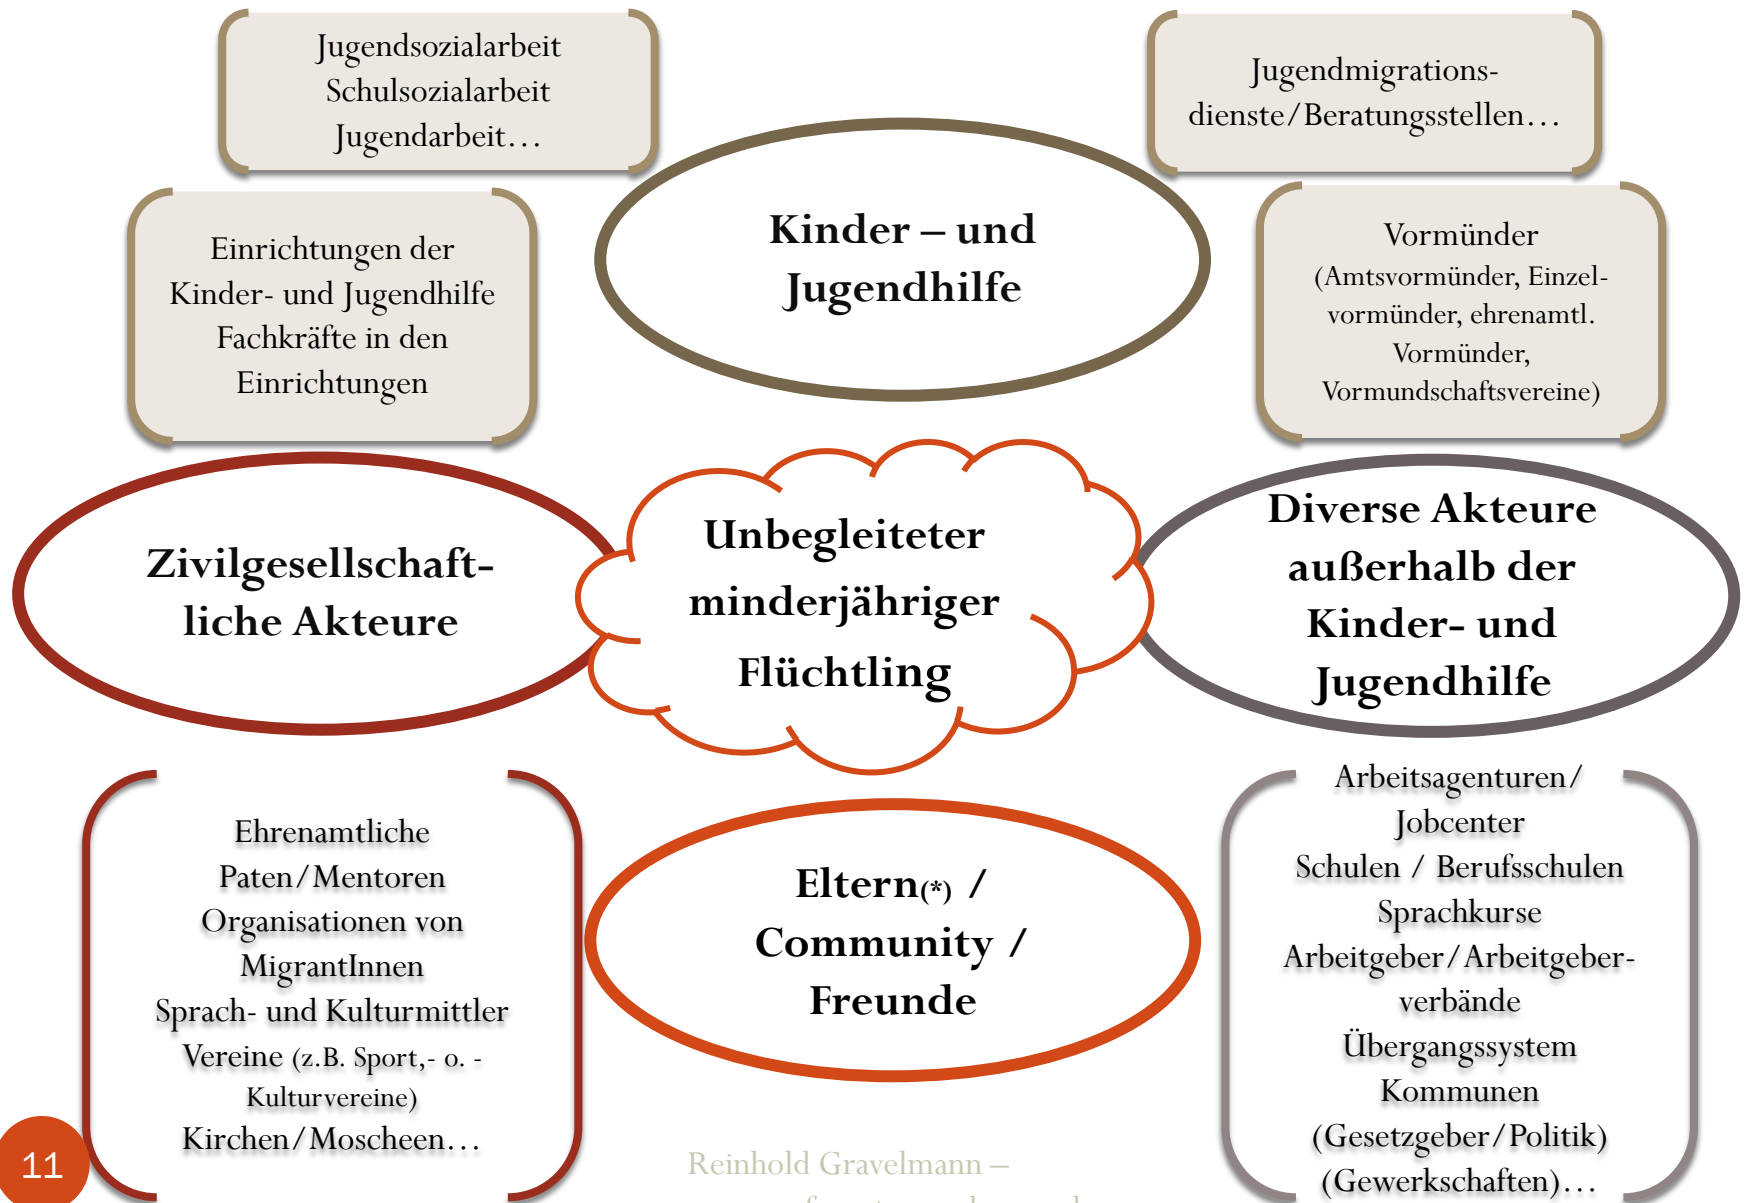 Jugendsozialarbeit
Schulsozialarbeit
Jugendarbeit…
Jugendmigrations-
dienste/Beratungsstellen…
Einrichtungen der
Kinder- und Jugendhilfe
Fachkräfte in den
Einrichtungen
Kinder – und
Jugendhilfe
Vormünder
(Amtsvormünder, Einzel-
vormünder, ehrenamtl.
Vormünder,
Vormundschaftsvereine)
Zivilgesellschaft-
liche Akteure
Unbegleiteter
minderjähriger
Flüchtling
Diverse Akteure
außerhalb der
Kinder- und
Jugendhilfe
Ehrenamtliche
Paten/Mentoren
Organisationen von
MigrantInnen
Sprach- und Kulturmittler
Vereine (z.B. Sport,- o. -
Kulturvereine)
Kirchen/Moscheen…
Eltern(*) /
Community /
Freunde
Arbeitsagenturen/
Jobcenter
Schulen / Berufsschulen
Sprachkurse
Arbeitgeber/Arbeitgeber-
verbände
Übergangssystem
Kommunen
(Gesetzgeber/Politik)
(Gewerkschaften)…
11
Reinhold Gravelmann –